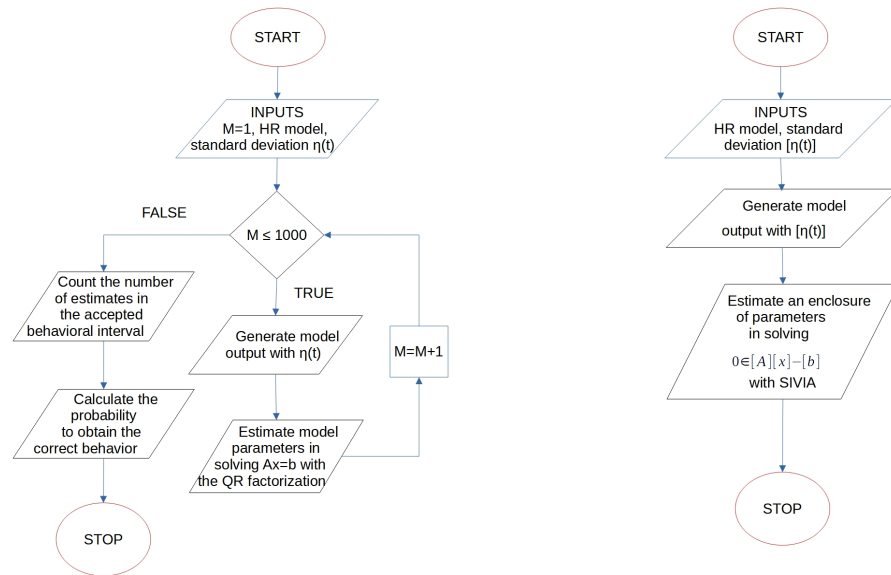 START
INPUTS
M=1, HR model,
standard deviation η(t)
M ≤ 1000
FALSE
TRUE
Count the number
of estimates in
the accepted
behavioral interval
Calculate the
probability
to obtain the
correct behavior
STOP
Generate model
output with η(t)
Estimate model
parameters in
solving Ax=b with
the QR factorization
M=M+1
START
INPUTS
HR model, standard
deviation [η(t)]
Generate model
output with [η(t)]
Estimate an enclosure
of parameters
in solving
0∈[A][x]−[b]
with SIVIA
STOP